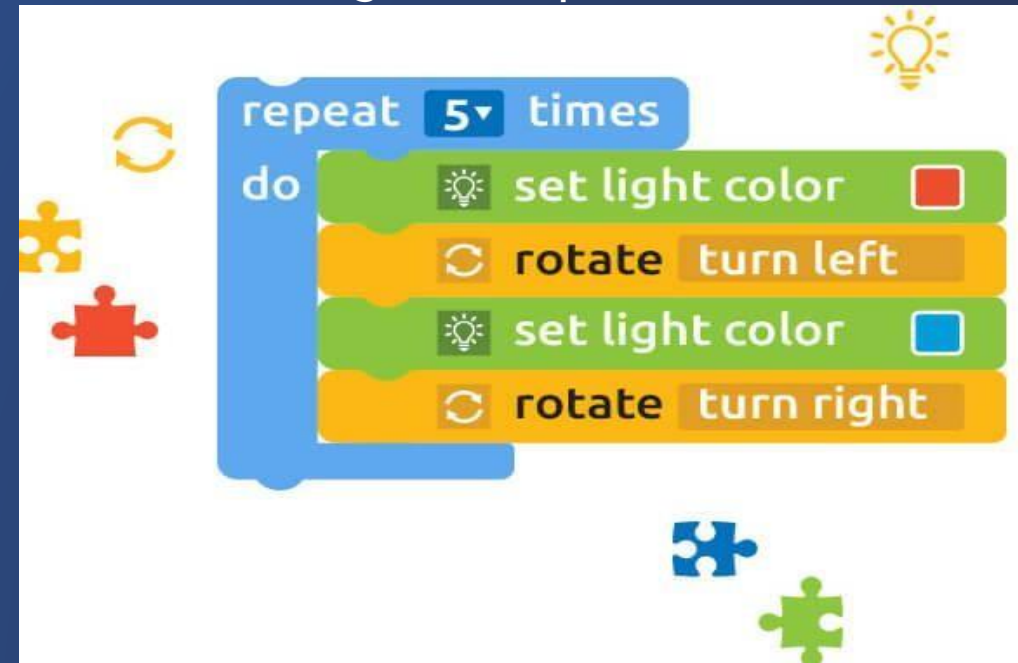 repeat 5 times
do set light color
rotate turn left
set light color
rotate turn right